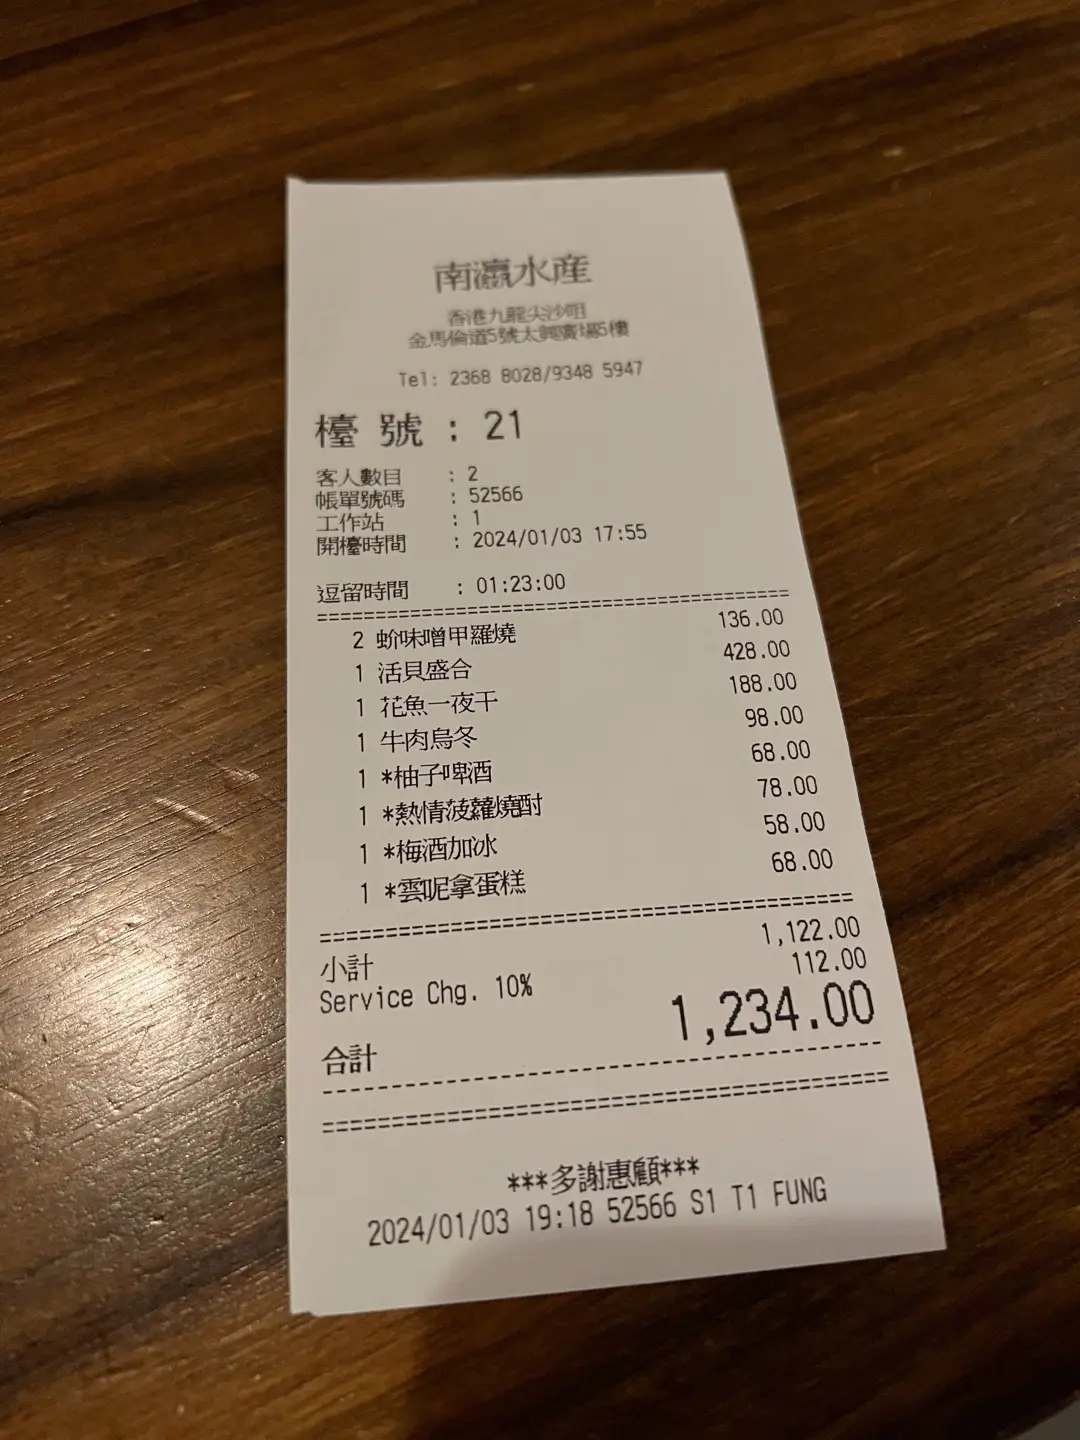 南瀛水産
香港九龍尖沙咀
金馬倫道5號太興廣場5樓
Tel: 2368 8028/9348 5947
檯 號 : 21
客人數目 : 2
帳單號碼 : 52566
工作站 : 1
開檯時間 : 2024/01/03 17:55
逗留時間 : 01:23:00
2 蚧味噌甲羅燒 136.00
1 活貝盛合 428.00
1 花魚一夜干 188.00
1 牛肉烏冬 98.00
1 *柚子啤酒 68.00
1 *熱情菠蘿燒酎 78.00
1 *梅酒加冰 58.00
1 *雲呢拿蛋糕 68.00
小計 1,122.00
Service Chg. 10% 112.00
合計 1,234.00
***多謝惠顧***
2024/01/03 19:18 52566 S1 T1 FUNG